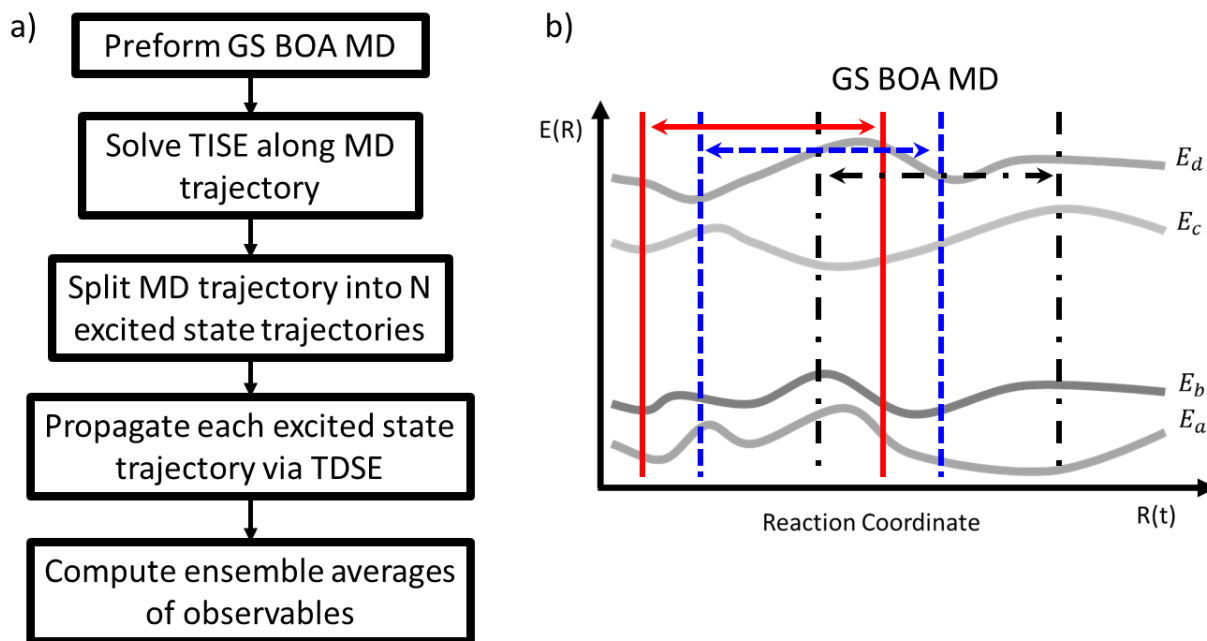 a)
Preform GS BOA MD
Solve TISE along MD
trajectory
Split MD trajectory into N
excited state trajectories
Propagate each excited state
trajectory via TDSE
Compute ensemble averages
of observables
b)
GS BOA MD
E(R)
E_d
E_c
E_b
E_a
Reaction Coordinate
R(t)